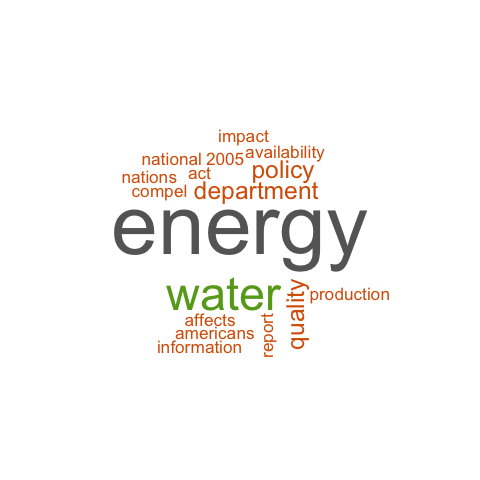 impact
availability
national 2005
policy
nations act
compel department
energy
water
quality
production
affects
report
americans
information